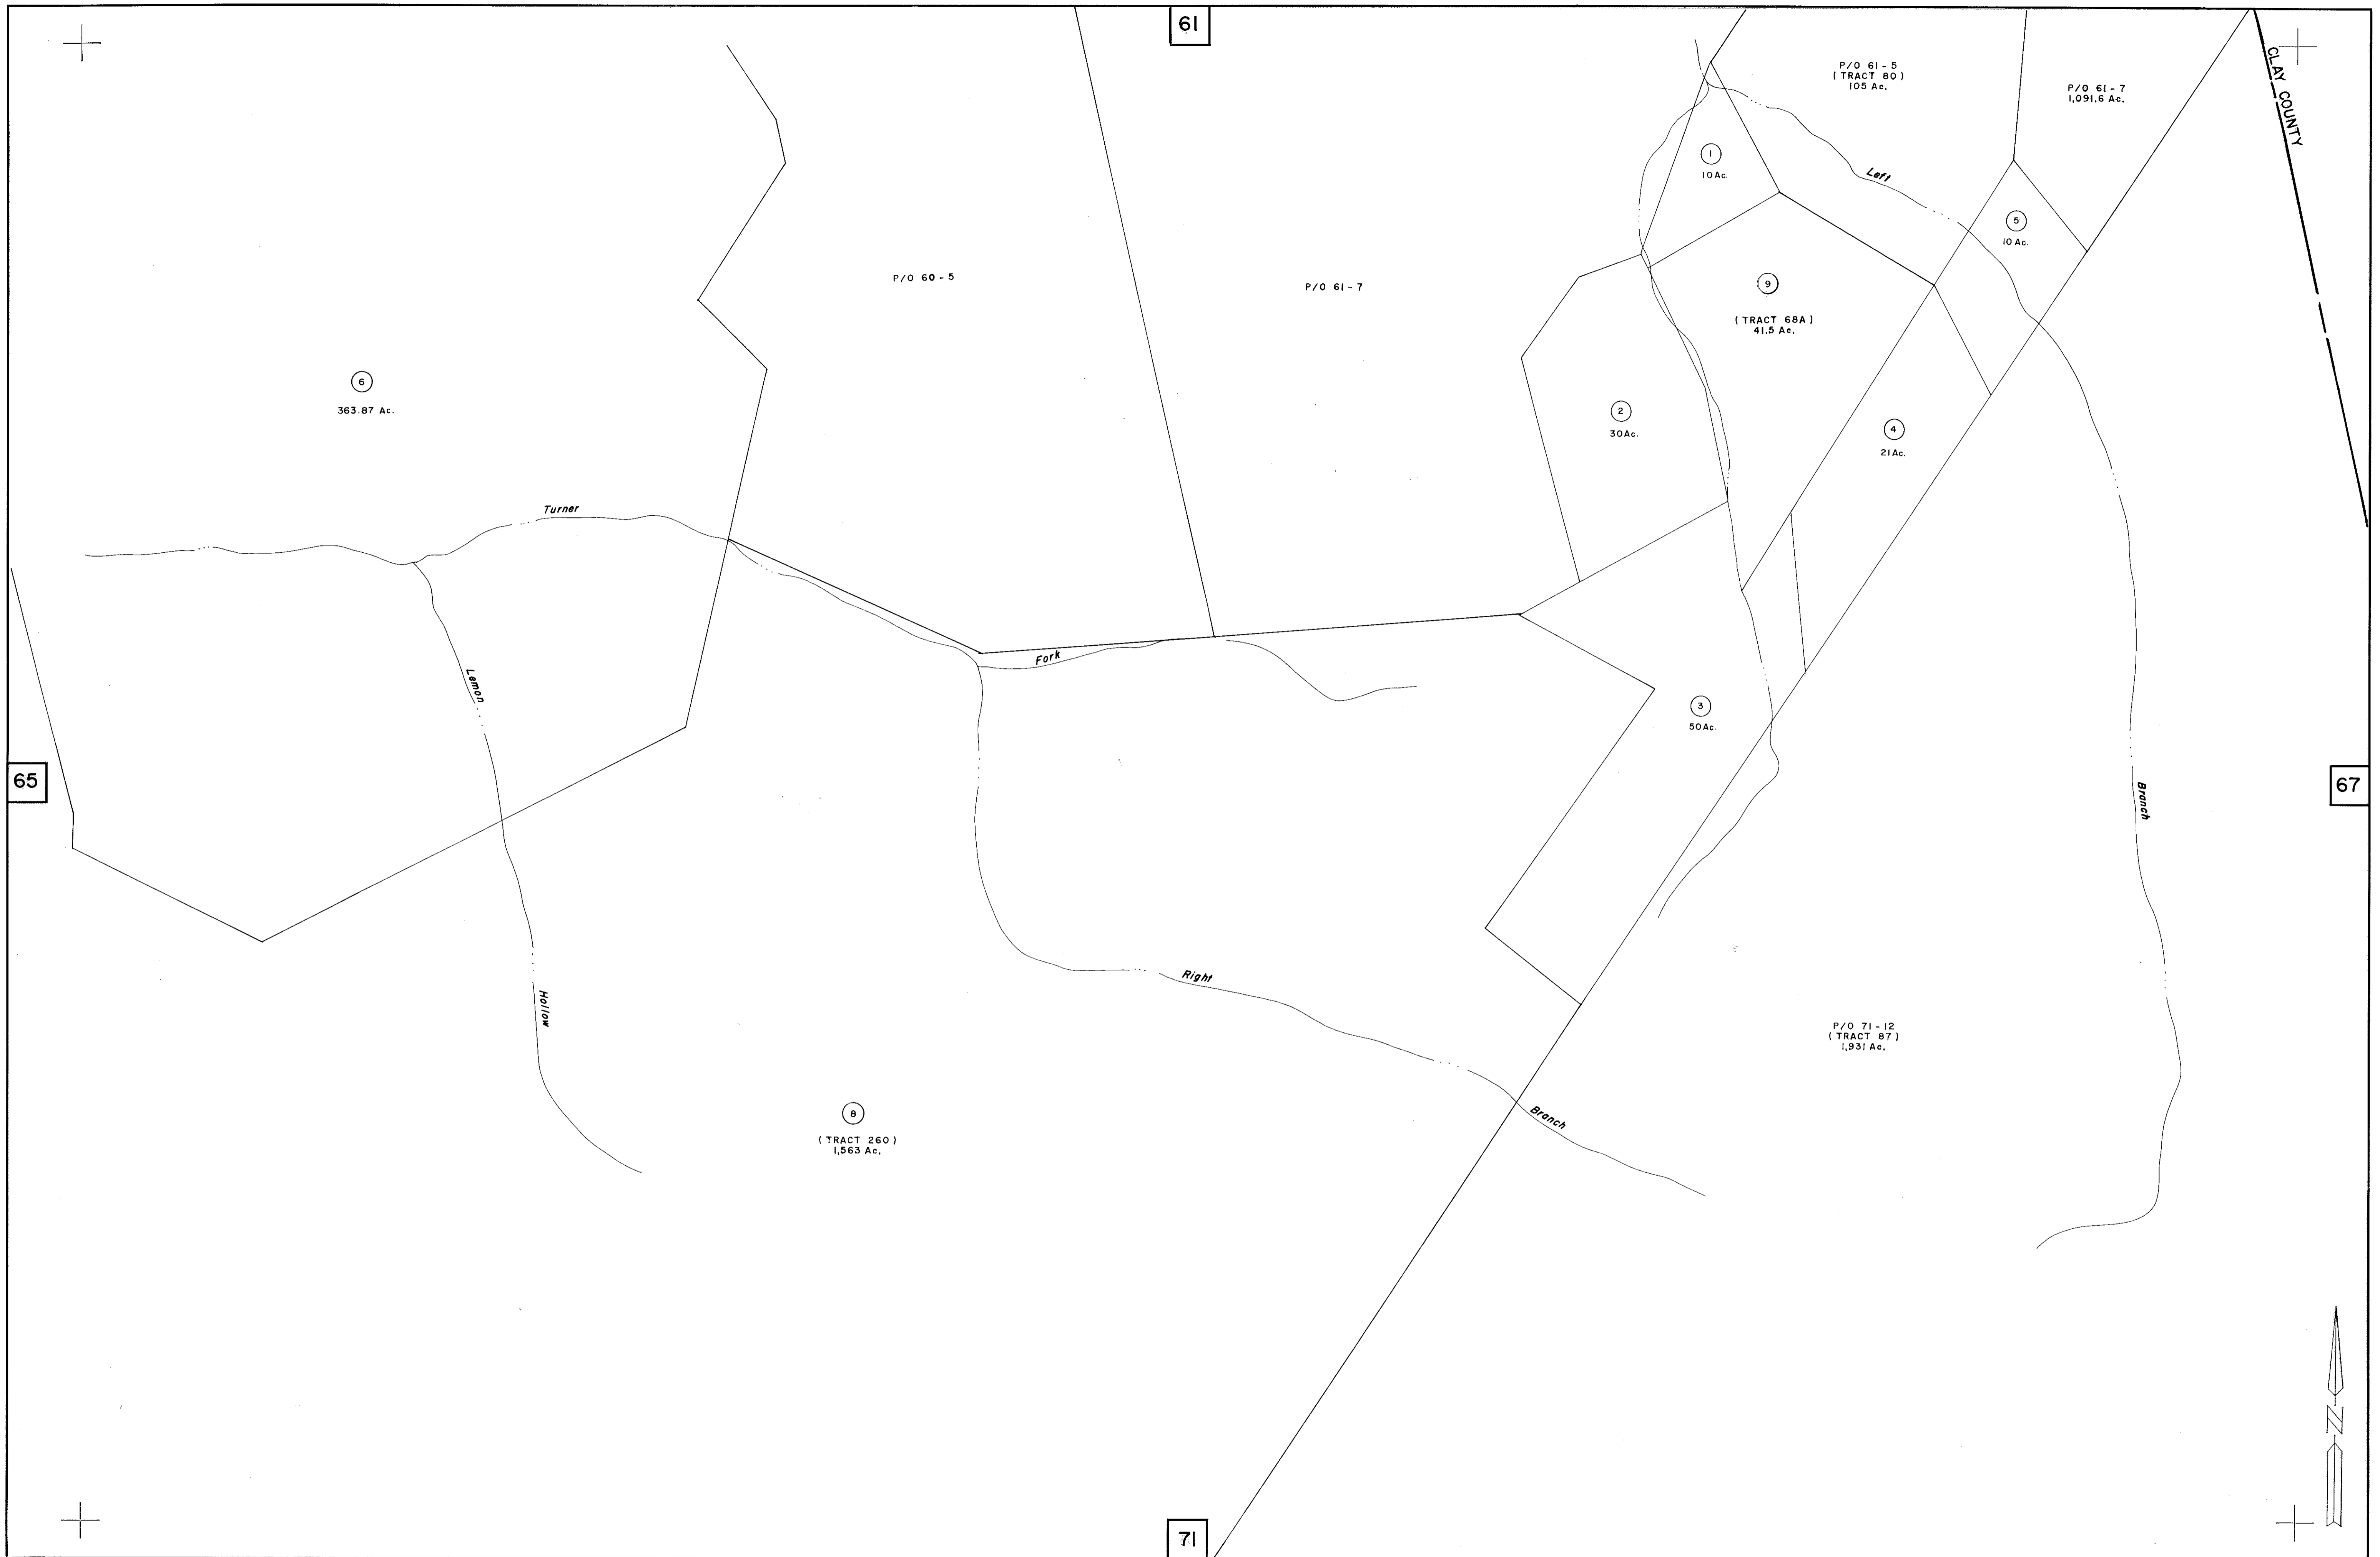 61
P/O 61-5
(TRACT 80)
105 Ac.
P/O 61-7
1,091.6 Ac.
CLAY COUNTY
1
10 Ac.
Left
5
10 Ac.
P/O 60-5
P/O 61-7
9
(TRACT 68A)
41.5 Ac.
6
363.87 Ac.
2
30 Ac.
4
21 Ac.
Turner
Fork
Lemon
3
50 Ac.
65
67
Branch
Right
Hollow
P/O 71-12
(TRACT 87)
1,931 Ac.
8
(TRACT 260)
1,563 Ac.
Branch
N
71